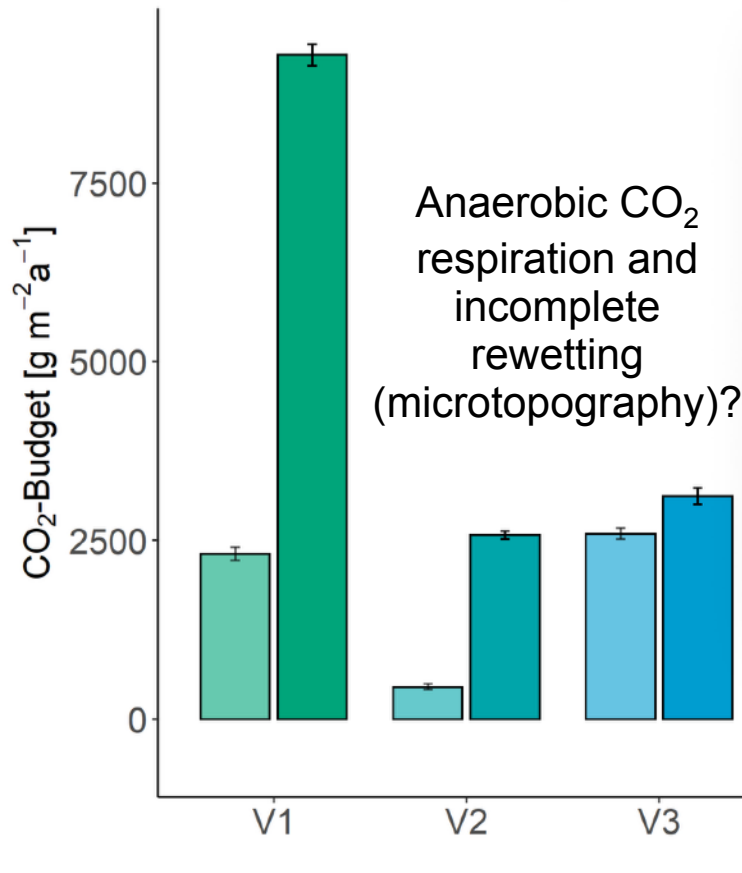 7500
5000
2500
0
CO₂-Budget [g m⁻²a⁻¹]
Anaerobic CO₂
respiration and
incomplete
rewetting
(microtopography)?
V1
V2
V3